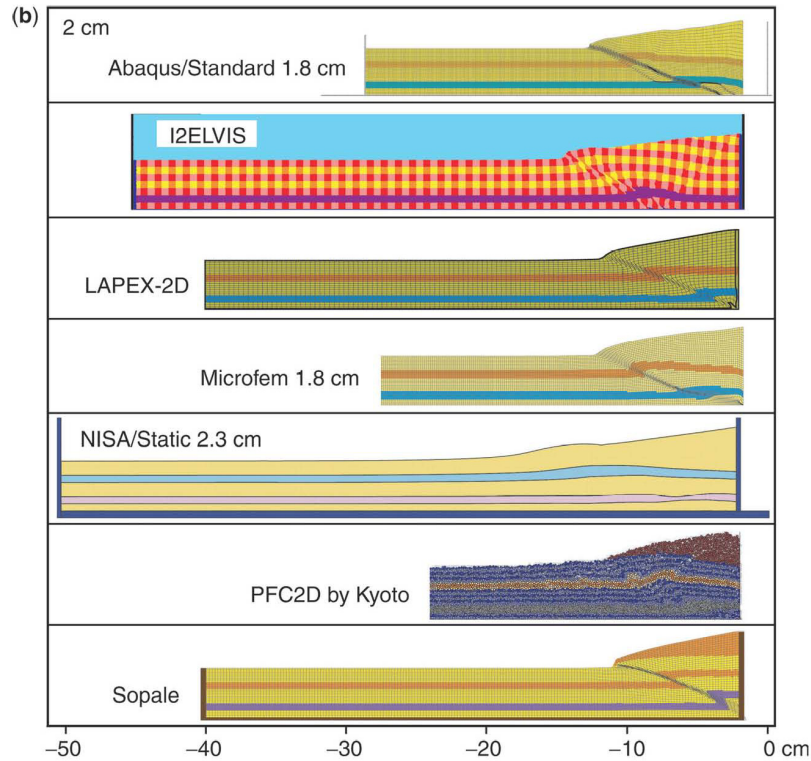 (b)
2 cm
Abaqus/Standard 1.8 cm
I2ELVIS
LAPEX-2D
Microfem 1.8 cm
NISA/Static 2.3 cm
PFC2D by Kyoto
Sopale
−50 −40 −30 −20 −10 0 cm